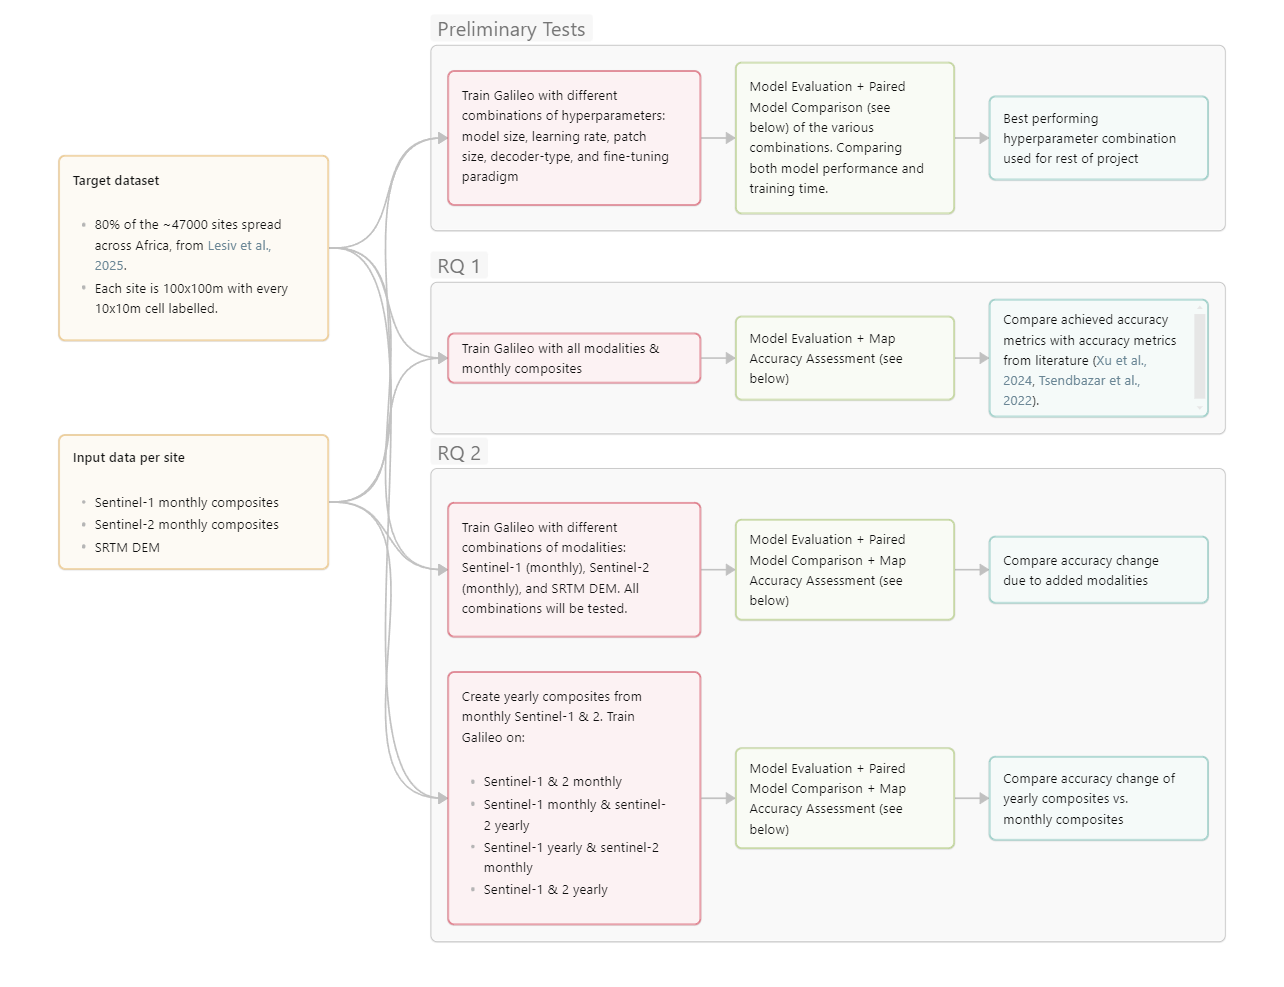 Preliminary Tests
Train Galileo with different
combinations of hyperparameters:
model size, learning rate, patch
size, decoder-type, and fine-tuning
paradigm
Model Evaluation + Paired
Model Comparison (see
below) of the various
combinations. Comparing
both model performance and
training time.
Best performing
hyperparameter combination
used for rest of project
Target dataset
80% of the ~47000 sites spread
across Africa, from Lesiv et al.,
2025.
Each site is 100x100m with every
10x10m cell labelled.
RQ 1
Train Galileo with all modalities &
monthly composites
Model Evaluation + Map
Accuracy Assessment (see
below)
Compare achieved accuracy
metrics with accuracy metrics
from literature (Xu et al.,
2024, Tsendbazar et al.,
2022).
Input data per site
Sentinel-1 monthly composites
Sentinel-2 monthly composites
SRTM DEM
RQ 2
Train Galileo with different
combinations of modalities:
Sentinel-1 (monthly), Sentinel-2
(monthly), and SRTM DEM. All
combinations will be tested.
Model Evaluation + Paired
Model Comparison + Map
Accuracy Assessment (see
below)
Compare accuracy change
due to added modalities
Create yearly composites from
monthly Sentinel-1 & 2. Train
Galileo on:
Sentinel-1 & 2 monthly
Sentinel-1 monthly & sentinel-
2 yearly
Sentinel-1 yearly & sentinel-2
monthly
Sentinel-1 & 2 yearly
Model Evaluation + Paired
Model Comparison + Map
Accuracy Assessment (see
below)
Compare accuracy change of
yearly composites vs.
monthly composites